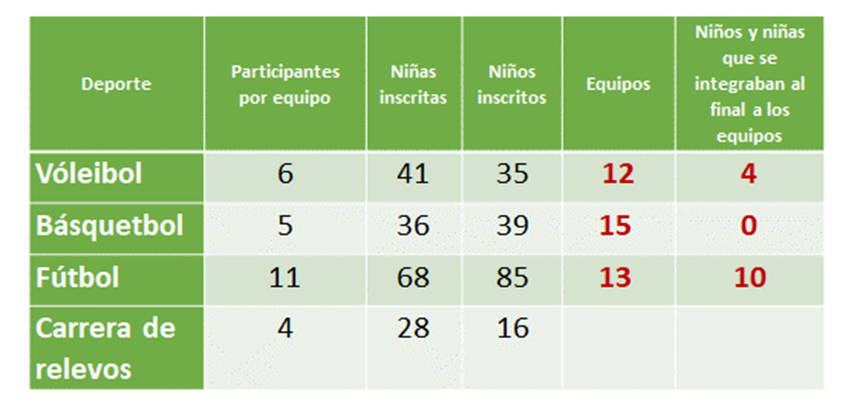 Deporte Participantes por equipo Niñas inscritas Niños inscritos Equipos Niños y niñas que se integraban al final a los equipos
Vóleibol 6 41 35 12 4
Básquetbol 5 36 39 15 0
Fútbol 11 68 85 13 10
Carrera de relevos 4 28 16